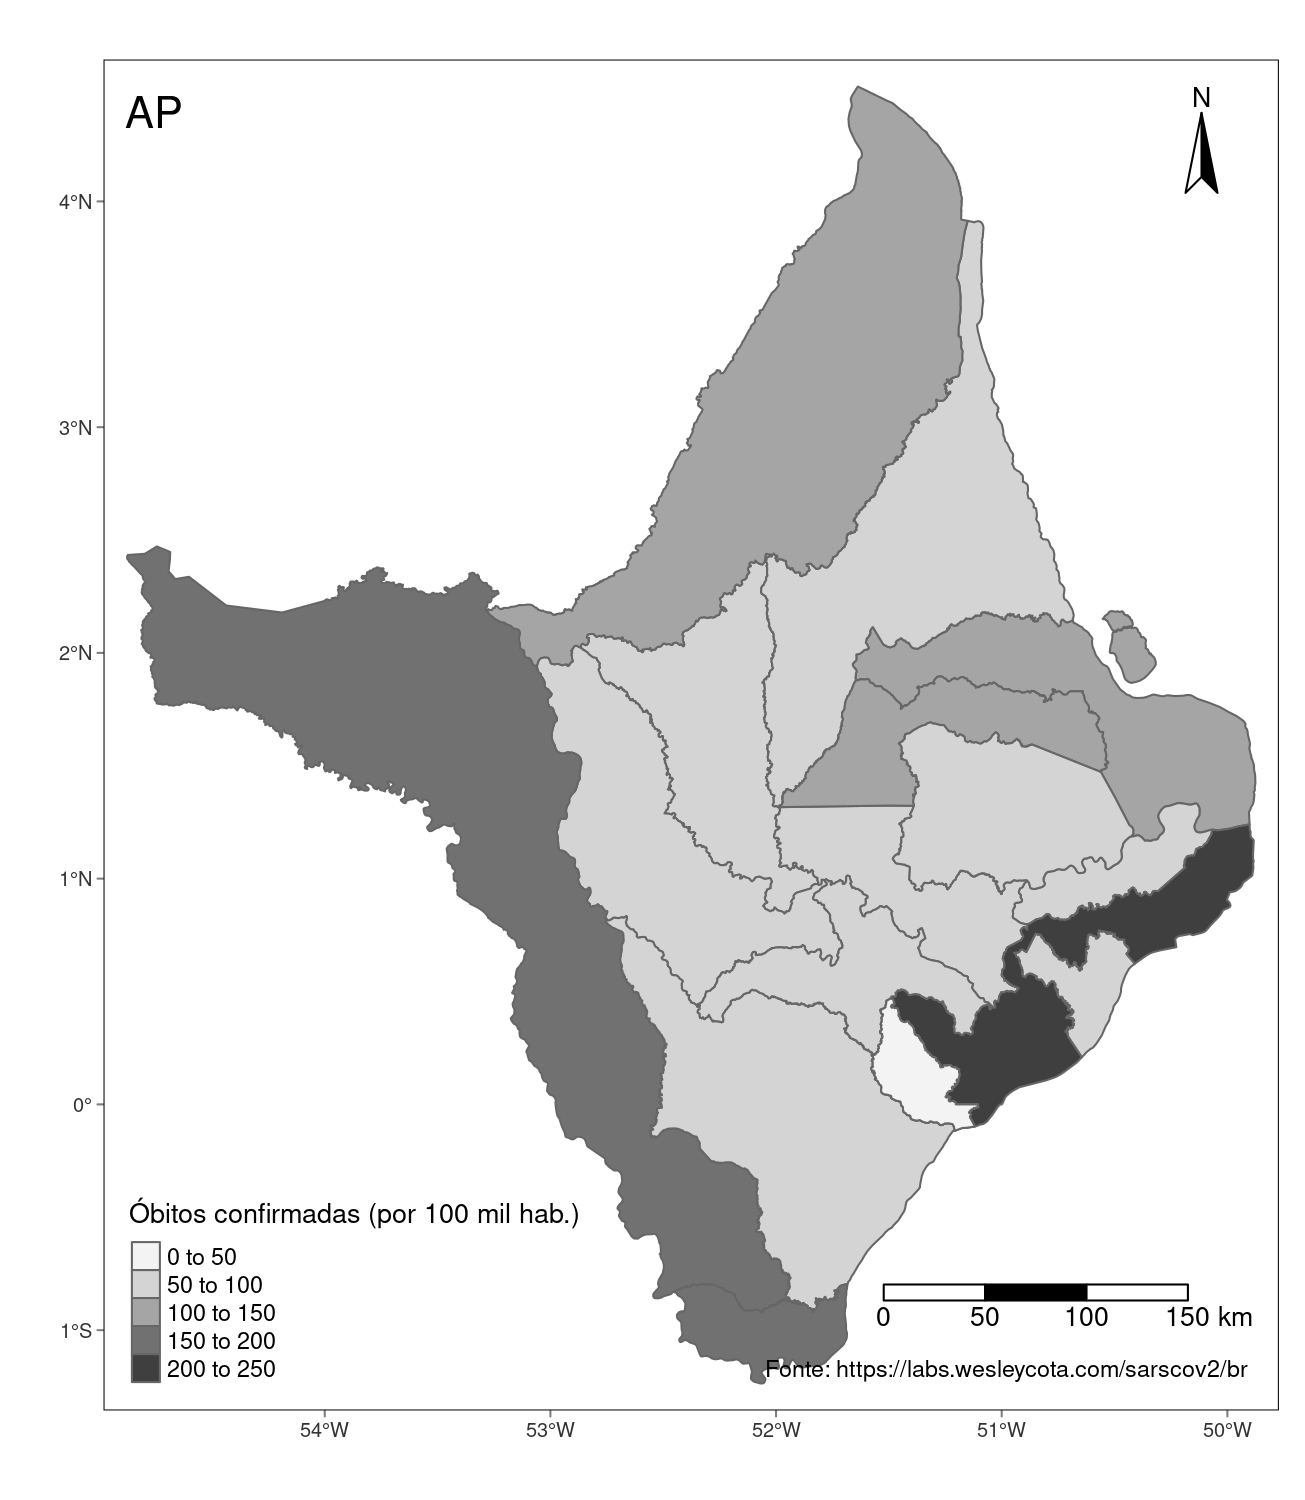 AP
N
4°N
3°N
2°N
1°N
0°
1°S
Óbitos confirmadas (por 100 mil hab.)
0 to 50
50 to 100
100 to 150
150 to 200
200 to 250
0 50 100 150 km
Fonte: https://labs.wesleycota.com/sarscov2/br
54°W 53°W 52°W 51°W 50°W